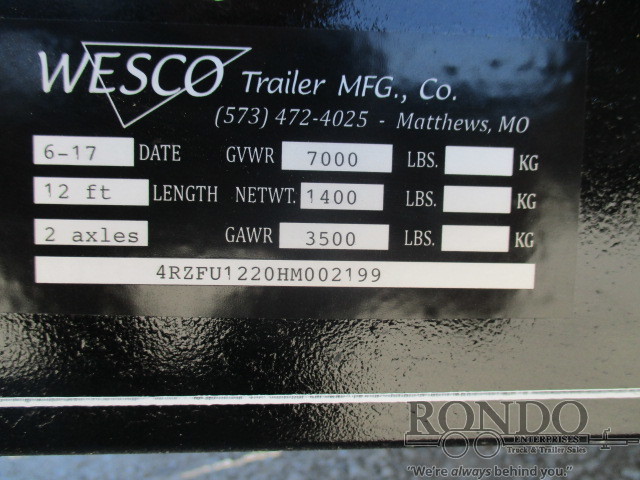 WESCO Trailer MFG., Co.
(573) 472-4025 - Matthews, MO
6-17 DATE GVWR 7000 LBS. KG
12 ft LENGTH NETWT. 1400 LBS. KG
2 axles GAWR 3500 LBS. KG
4RZFU1220HM002199
RONDO
ENTERPRISES
Truck & Trailer Sales
"We're always behind you."